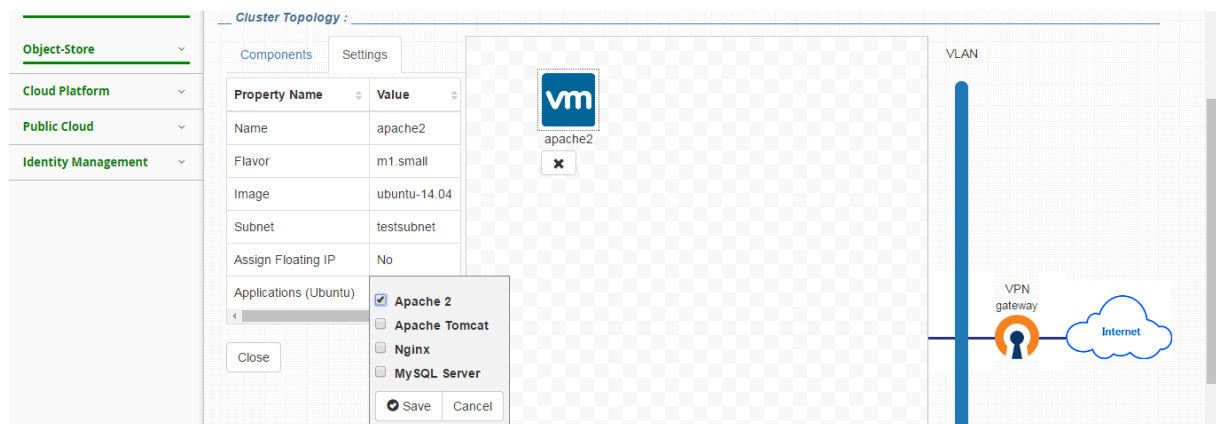 Cluster Topology :
Object-Store
Cloud Platform
Public Cloud
Identity Management
Components Settings
Property Name Value
Name apache2
Flavor m1.small
Image ubuntu-14.04
Subnet testsubnet
Assign Floating IP No
Applications (Ubuntu)
Apache 2
Apache Tomcat
Nginx
MySQL Server
Save Cancel
Close
vm
apache2
VLAN
VPN
gateway
Internet